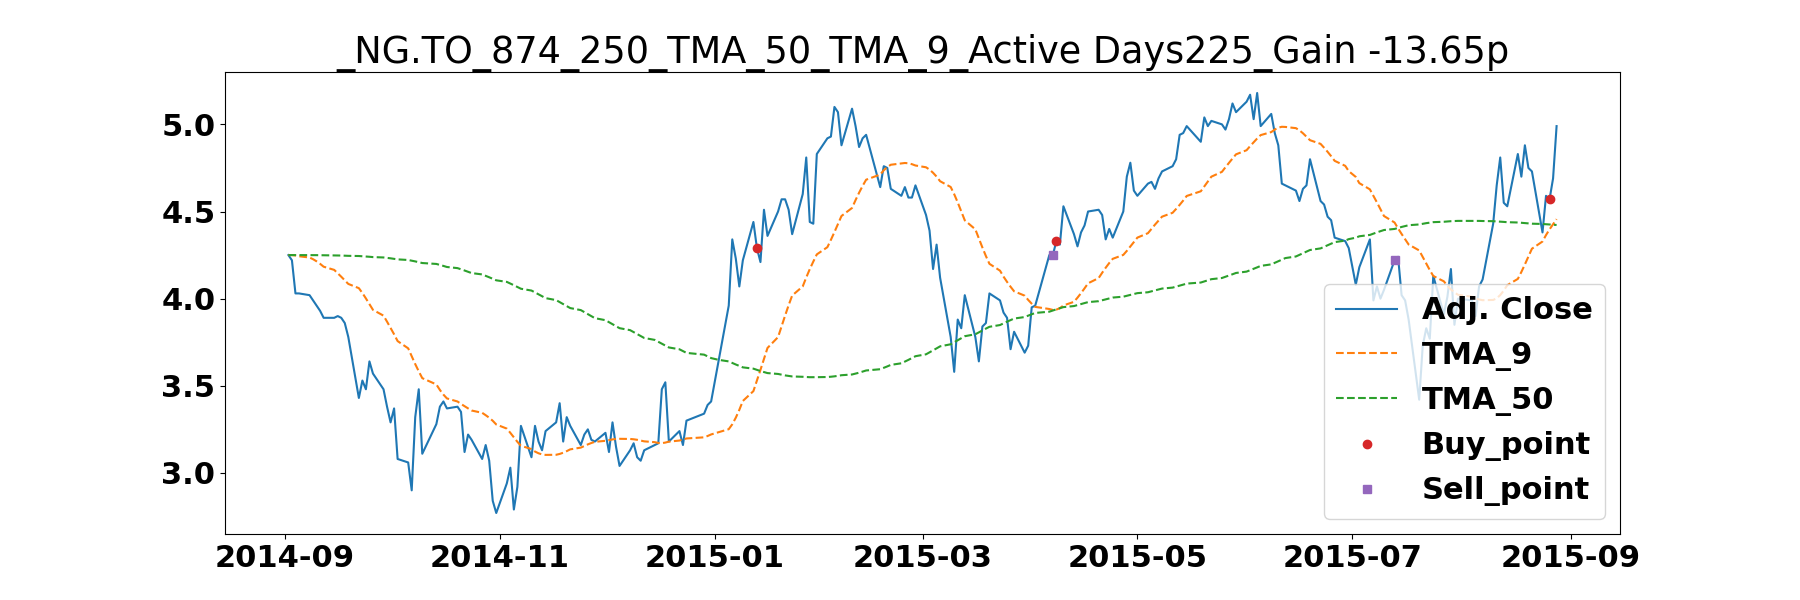 _NG.TO_874_250_TMA_50_TMA_9_Active Days225_Gain -13.65p
5.0
4.5
4.0
3.5
3.0
Adj. Close
TMA_9
TMA_50
Buy_point
Sell_point
2014-09 2014-11 2015-01 2015-03 2015-05 2015-07 2015-09